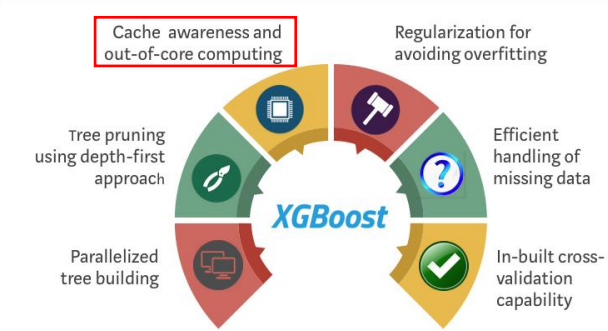 Cache awareness and
out-of-core computing
Regularization for
avoiding overfitting
Tree pruning
using depth-first
approach
Efficient
handling of
missing data
?
XGBoost
Parallelized
tree building
In-built cross-
validation
capability